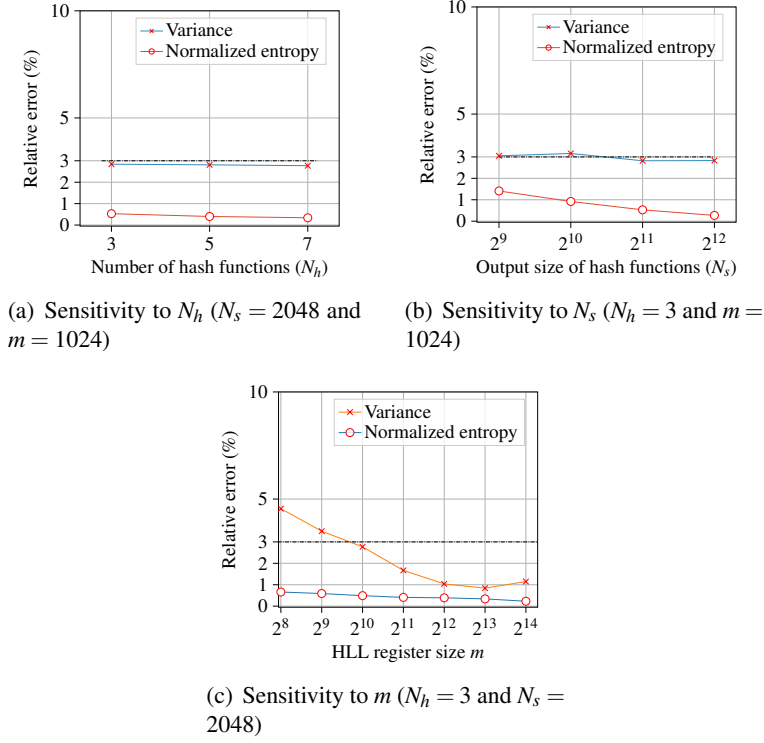 10
Variance
Normalized entropy
Relative error (%)
5
3
2
1
0
3 5 7
Number of hash functions (N_h)
(a) Sensitivity to N_h (N_s = 2048 and
m = 1024)
10
Variance
Normalized entropy
Relative error (%)
5
3
2
1
0
2^9 2^10 2^11 2^12
Output size of hash functions (N_s)
(b) Sensitivity to N_s (N_h = 3 and m =
1024)
10
Variance
Normalized entropy
Relative error (%)
5
3
2
1
0
2^8 2^9 2^10 2^11 2^12 2^13 2^14
HLL register size m
(c) Sensitivity to m (N_h = 3 and N_s =
2048)